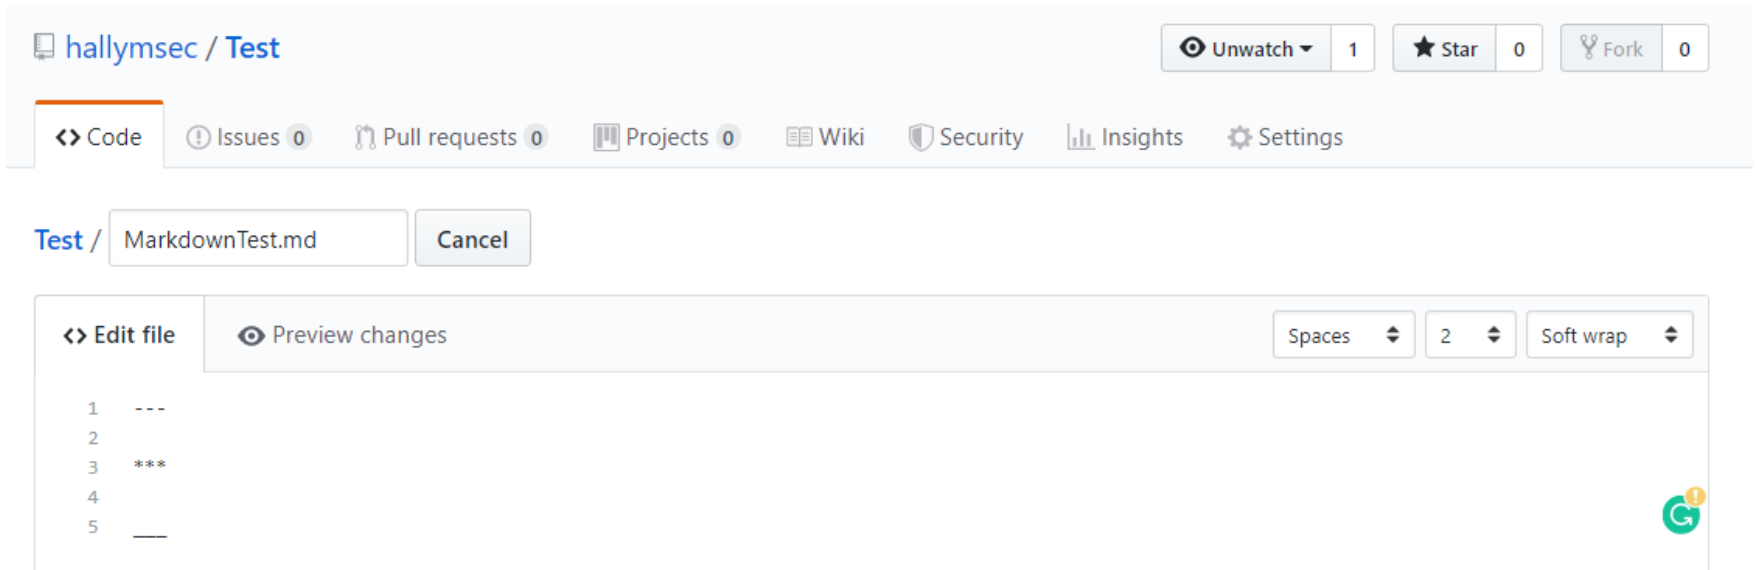 hallymsec / Test Unwatch 1 Star 0 Fork 0
Code Issues 0 Pull requests 0 Projects 0 Wiki Security Insights Settings
Test / MarkdownTest.md Cancel
Edit file Preview changes Spaces 2 Soft wrap
1 ---
2
3 ***
4
5 ___